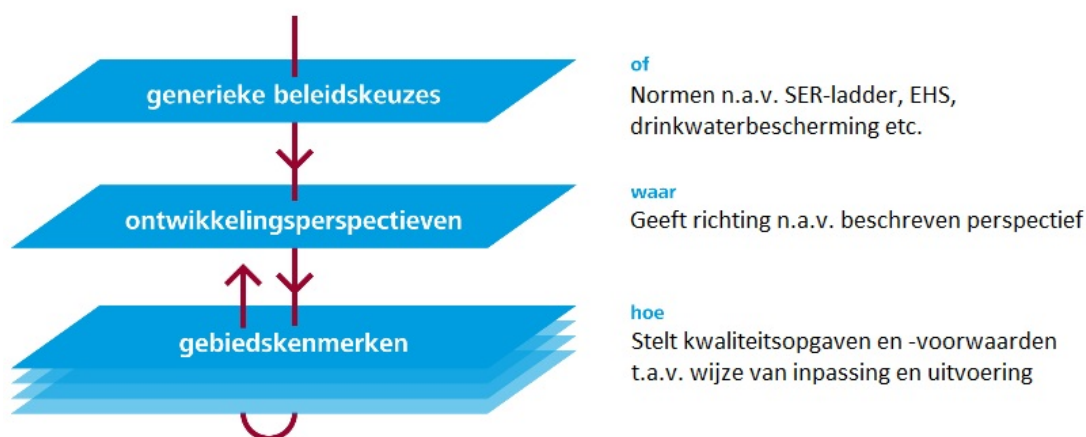 generieke beleidskeuzes
of
Normen n.a.v. SER-ladder, EHS,
drinkwaterbescherming etc.
ontwikkelingsperspectieven
waar
Geeft richting n.a.v. beschreven perspectief
gebiedskenmerken
hoe
Stelt kwaliteitsopgaven en -voorwaarden
t.a.v. wijze van inpassing en uitvoering